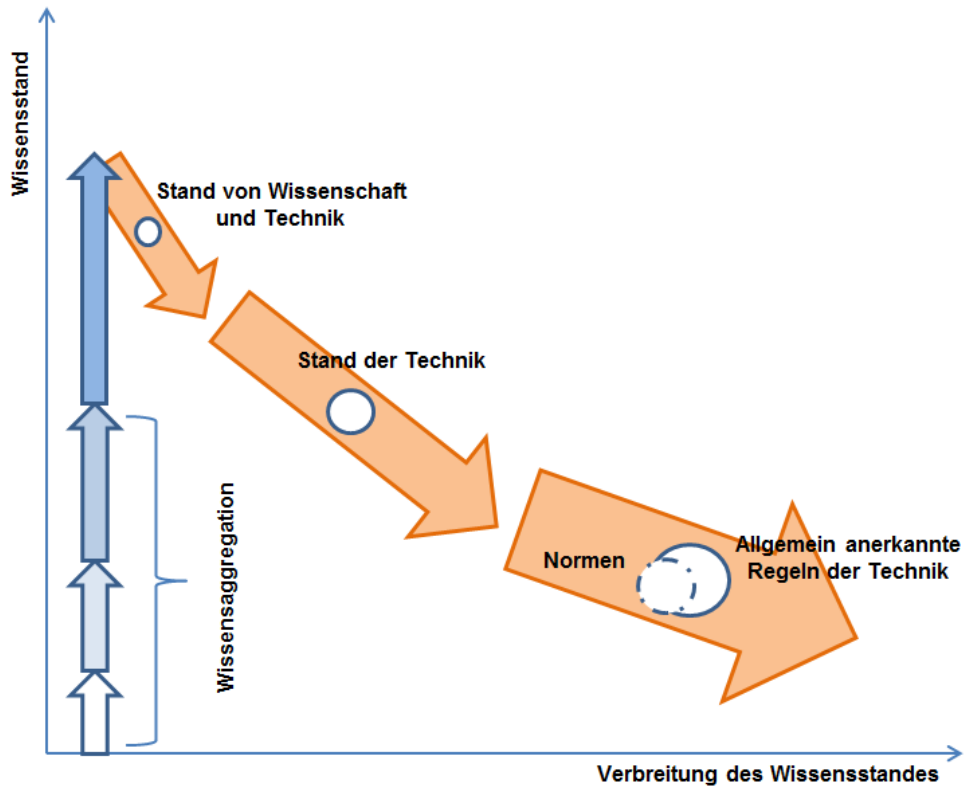 Wissensstand
Stand von Wissenschaft
und Technik
Stand der Technik
Wissensaggregation
Normen
Allgemein anerkannte
Regeln der Technik
Verbreitung des Wissensstandes